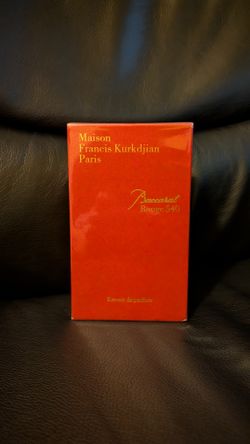 Maison
Francis Kurkdjian
Paris
Baccarat
Rouge 540
Extrait de parfum